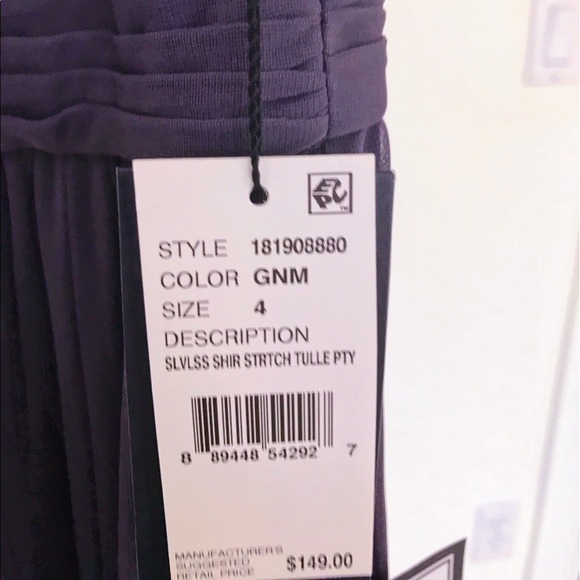 EPC
TM
STYLE 181908880
COLOR GNM
SIZE 4
DESCRIPTION
SLVLSS SHIR STRTCH TULLE PTY
8 89448 54292 7
MANUFACTURER'S
SUGGESTED
RETAIL PRICE $149.00